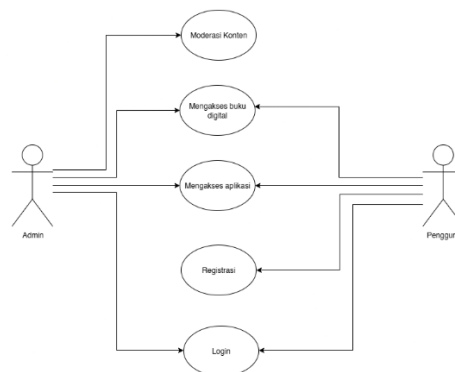 Moderasi Konten
Mengakses buku
digital
Mengakses aplikasi
Admin
Registrasi
Login